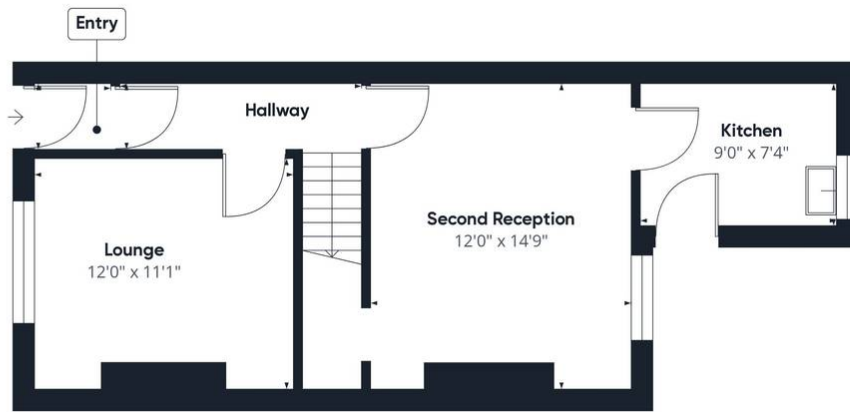 Entry
Hallway
Kitchen
9'0" x 7'4"
Second Reception
12'0" x 14'9"
Lounge
12'0" x 11'1"